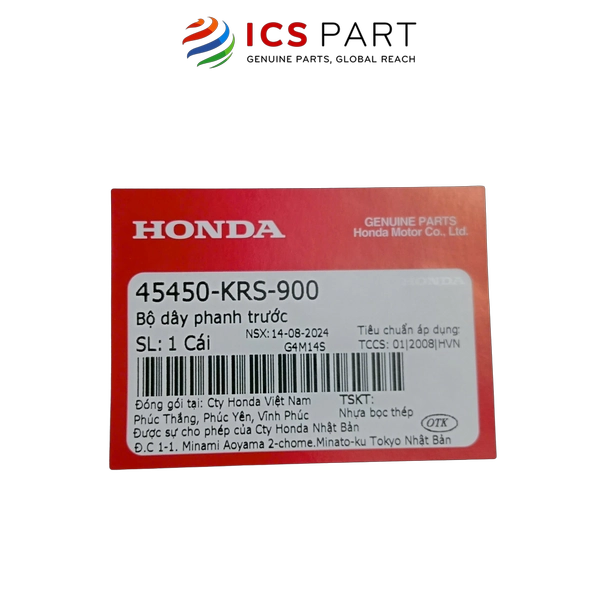 ICS PART
GENUINE PARTS, GLOBAL REACH
HONDA
GENUINE PARTS
Honda Motor Co., Ltd.
HONDA
45450-KRS-900
Bộ dây phanh trước
SL: 1 Cái
NSX: 14-08-2024
G4M14S
Tiêu chuẩn áp dụng:
TCCS: 01|2008|HVN
Đóng gói tại: Cty Honda Việt Nam
Phúc Thắng, Phúc Yên, Vĩnh Phúc
TSKT:
Nhựa bọc thép
OTK
Được sự cho phép của Cty Honda Nhật Bản
Đ.C 1-1. Minami Aoyama 2-chome.Minato-ku Tokyo Nhật Bản